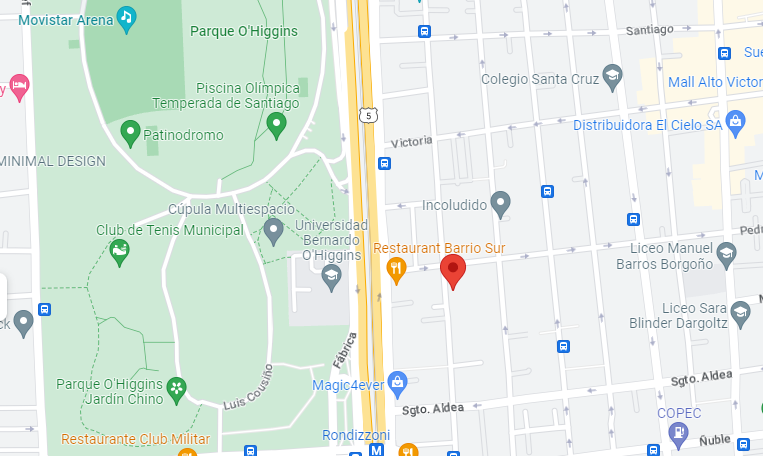 Movistar Arena
Parque O'Higgins
Santiago
Piscina Olímpica
Temperada de Santiago
Colegio Santa Cruz
Mall Alto Victor
5
Patinodromo
Distribuidora El Cielo SA
Victoria
MINIMAL DESIGN
Incoludido
Cúpula Multiespacio
Club de Tenis Municipal
Universidad
Bernardo
O'Higgins
Restaurant Barrio Sur
Liceo Manuel
Barros Borgoño
Liceo Sara
Blinder Dargoltz
Fábrica
Parque O'Higgins
Jardín Chino
Luis Cousiño
Magic4ever
Sgto. Aldea
Sgto. Aldea
COPEC
Restaurante Club Militar
Rondizzoni
M
Ñuble